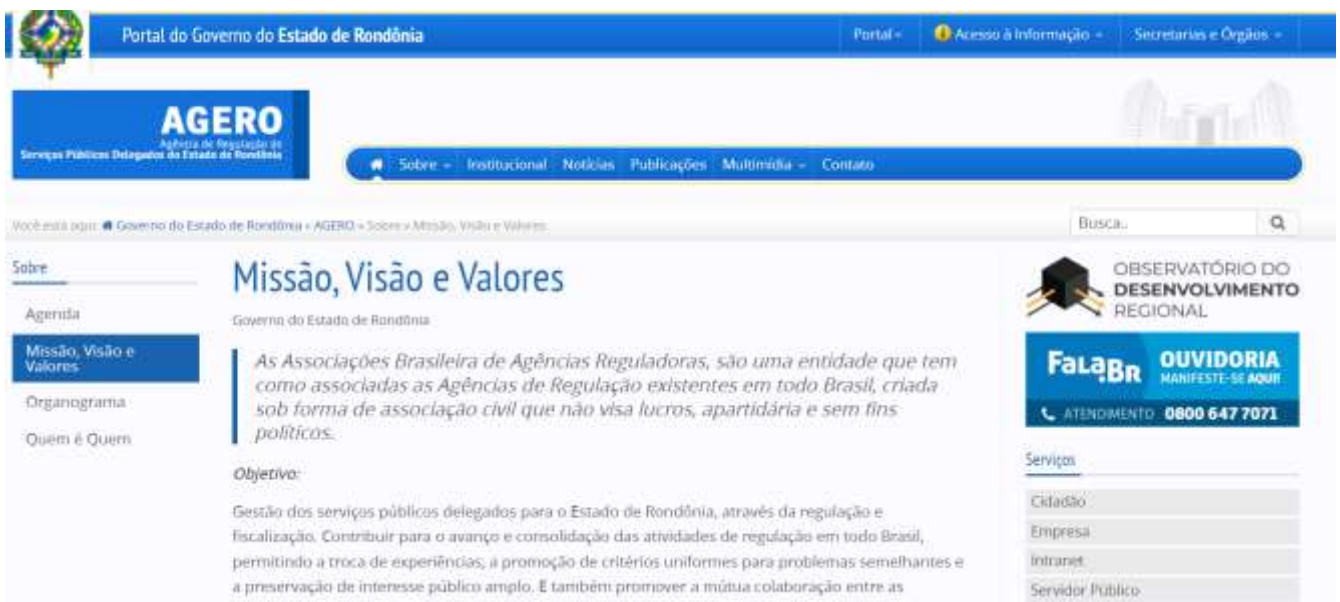 Portal do Governo do Estado de Rondônia
Portal
Acesso à Informação
Secretarias e Órgãos
AGERO
Agência de Regulação de
Serviços Públicos Delegados do Estado de Rondônia
Sobre Institucional Notícias Publicações Multimídia Contato
Você está aqui: Governo do Estado de Rondônia » AGERO » Sobre » Missão, Visão e Valores
Busca..
Sobre
Agenda
Missão, Visão e
Valores
Organograma
Quem é Quem
Missão, Visão e Valores
Governo do Estado de Rondônia
As Associações Brasileira de Agências Reguladoras, são uma entidade que tem
como associadas as Agências de Regulação existentes em todo Brasil, criada
sob forma de associação civil que não visa lucros, apartidária e sem fins
políticos.
Objetivo:
Gestão dos serviços públicos delegados para o Estado de Rondônia, através da regulação e
fiscalização. Contribuir para o avanço e consolidação das atividades de regulação em todo Brasil,
permitindo a troca de experiências, a promoção de critérios uniformes para problemas semelhantes e
a preservação de interesse público amplo. E também promover a mútua colaboração entre as
OBSERVATÓRIO DO
DESENVOLVIMENTO
REGIONAL
FalaBR
OUVIDORIA
MANIFESTE-SE AQUI!
ATENDIMENTO 0800 647 7071
Serviços
Cidadão
Empresa
Intranet
Servidor Público